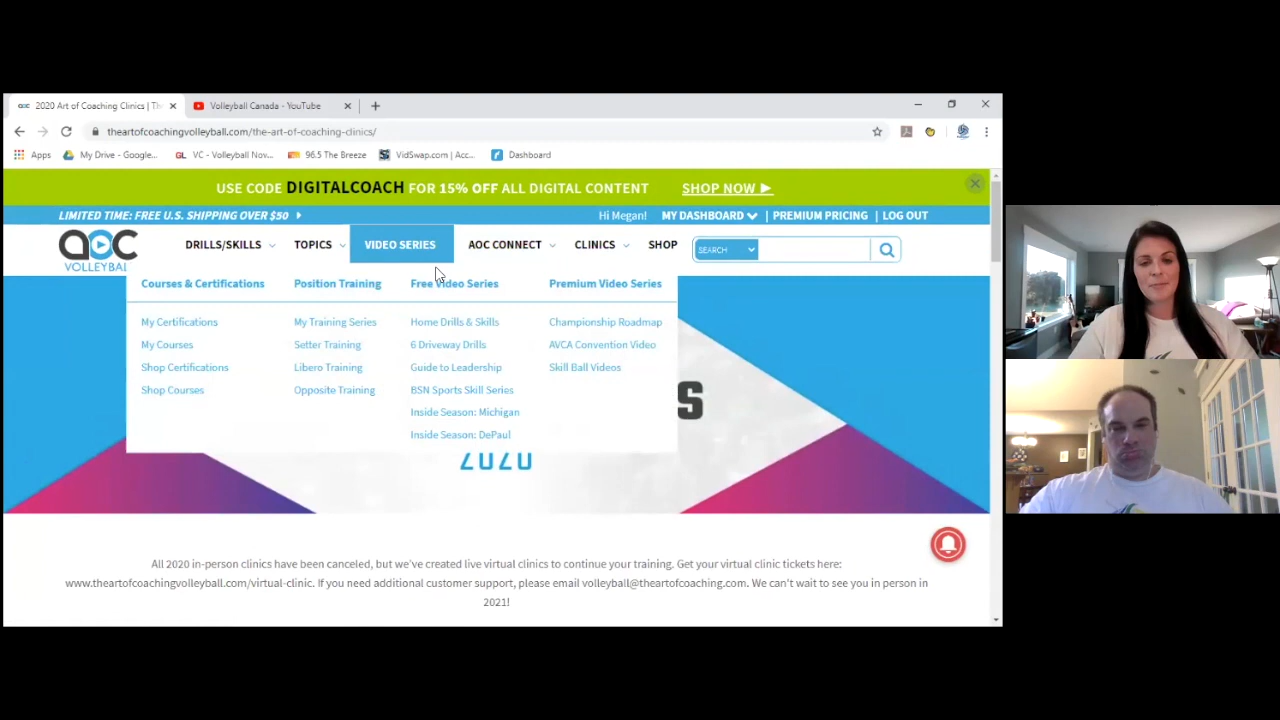 2020 Art of Coaching Clinics | Th
Volleyball Canada - YouTube
theartofcoachingvolleyball.com/the-art-of-coaching-clinics/
Apps
My Drive - Google...
GL
VC - Volleyball Nov...
96.5 The Breeze
VidSwap.com | Acc...
Dashboard
USE CODE DIGITALCOACH FOR 15% OFF ALL DIGITAL CONTENT SHOP NOW
LIMITED TIME: FREE U.S. SHIPPING OVER $50
Hi Megan! MY DASHBOARD | PREMIUM PRICING | LOG OUT
AOC
VOLLEYBAL
DRILLS/SKILLS
TOPICS
VIDEO SERIES
AOC CONNECT
CLINICS
SHOP
SEARCH
Courses & Certifications
My Certifications
My Courses
Shop Certifications
Shop Courses
Position Training
My Training Series
Setter Training
Libero Training
Opposite Training
Free Video Series
Home Drills & Skills
6 Driveway Drills
Guide to Leadership
BSN Sports Skill Series
Inside Season: Michigan
Inside Season: DePaul
Premium Video Series
Championship Roadmap
AVCA Convention Video
Skill Ball Videos
S
2020
All 2020 in-person clinics have been canceled, but we've created live virtual clinics to continue your training. Get your virtual clinic tickets here:
www.theartofcoachingvolleyball.com/virtual-clinic. If you need additional customer support, please email volleyball@theartofcoaching.com. We can't wait to see you in person in
2021!